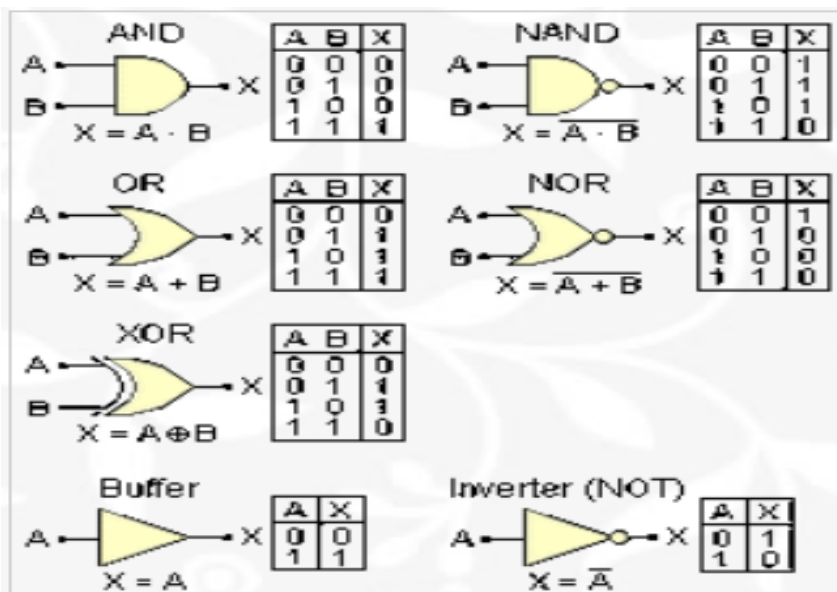 AND
A B X
0 0 0
0 1 0
1 0 0
1 1 1
A
B
X
X = A · B
NAND
A B X
0 0 1
0 1 1
1 0 1
1 1 0
A
B
X
X = A̅ ·̅ B̅
OR
A B X
0 0 0
0 1 1
1 0 1
1 1 1
A
B
X
X = A + B
NOR
A B X
0 0 1
0 1 0
1 0 0
1 1 0
A
B
X
X = A̅ +̅ B̅
XOR
A B X
0 0 0
0 1 1
1 0 1
1 1 0
A
B
X
X = A⊕B
Buffer
A X
0 0
1 1
A
X
X = A
Inverter (NOT)
A X
0 1
1 0
A
X
X = A̅